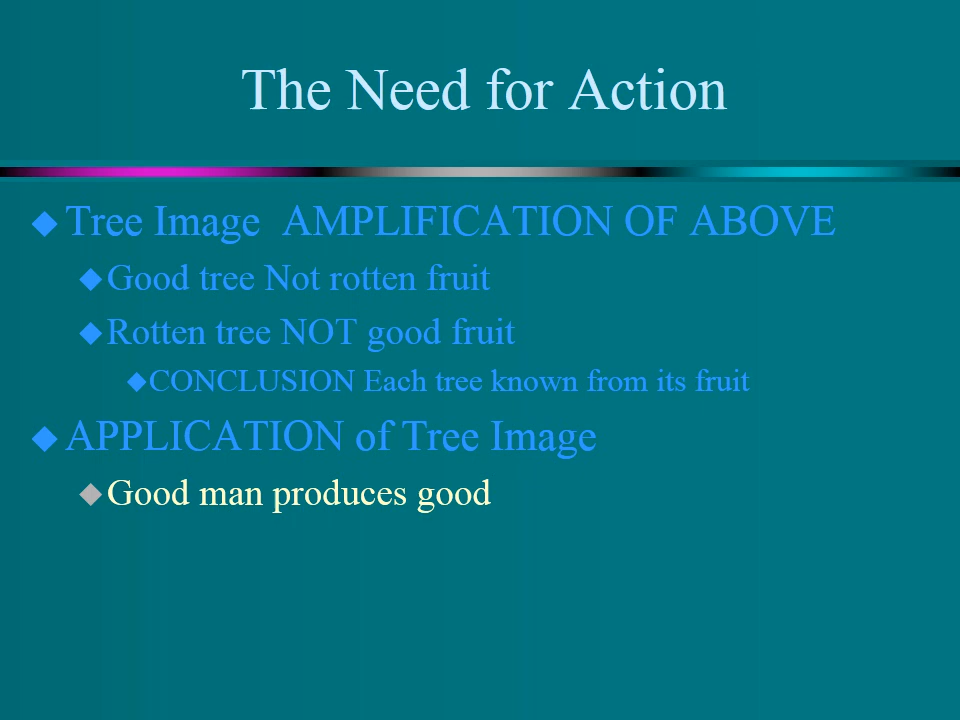 The Need for Action
Tree Image  AMPLIFICATION OF ABOVE
Good tree Not rotten fruit
Rotten tree NOT good fruit
CONCLUSION Each tree known from its fruit
APPLICATION of Tree Image
Good man produces good